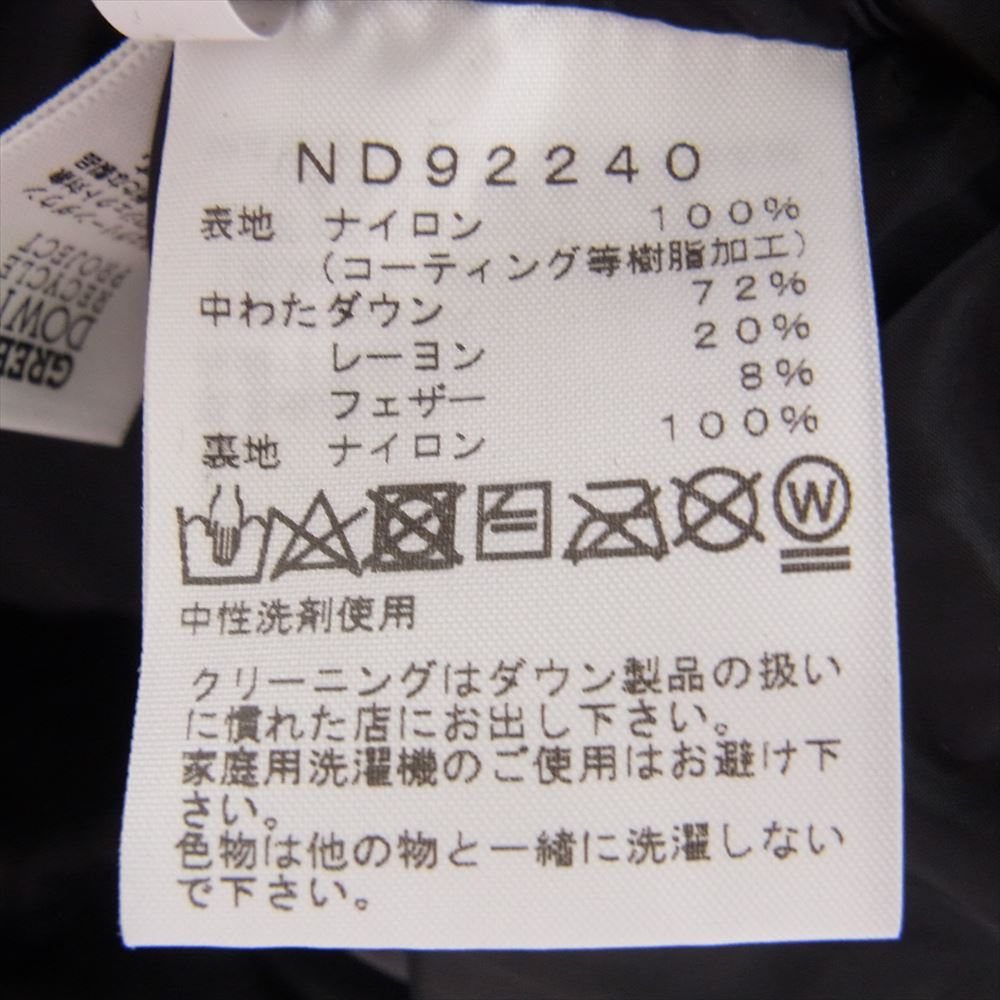 ND92240
表地 ナイロン 100%
(コーティング等樹脂加工)
中わたダウン 72%
レーヨン 20%
フェザー 8%
裏地 ナイロン 100%
W
中性洗剤使用
クリーニングはダウン製品の扱い
に慣れた店にお出し下さい。
家庭用洗濯機のご使用はお避け下
さい。
色物は他の物と一緒に洗濯しない
で下さい。
RECYCLE
PROJECT